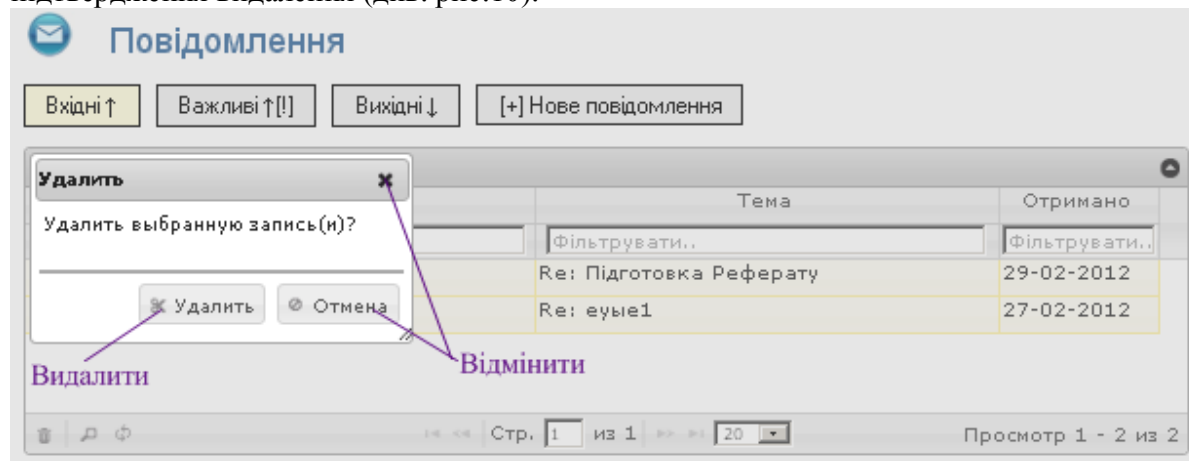 підтвердження видалення (див. рис.10).
Повідомлення
Вхідні↑ Важливі↑[!] Вихідні↓ [+] Нове повідомлення
Удалить
Тема Отримано
Удалить выбранную запись(и)?
Фільтрувати.. Фільтрувати..
Re: Підготовка Реферату 29-02-2012
Удалить Отмена
Re: еуые1 27-02-2012
Видалити Відмінити
Стр. 1 из 1 20 Просмотр 1 - 2 из 2